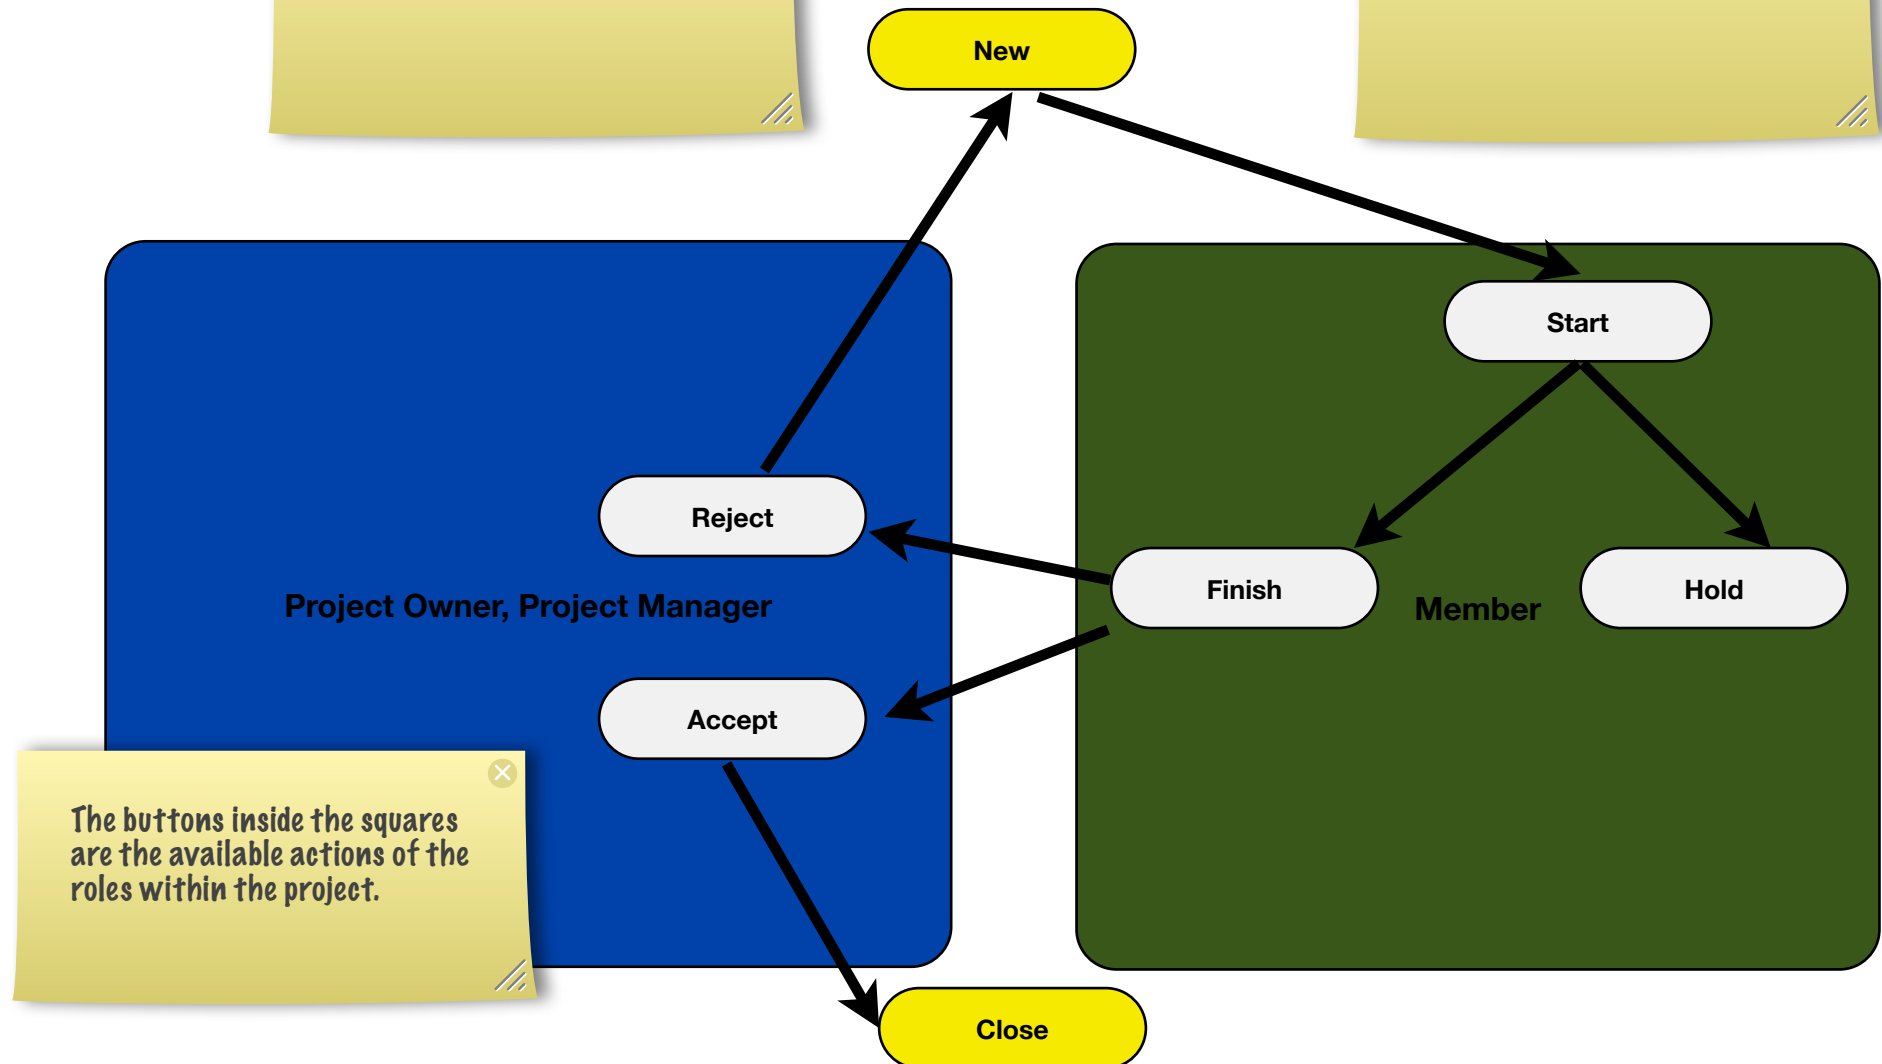 New
Start
Reject
Finish
Hold
Project Owner, Project Manager
Member
Accept
The buttons inside the squares
are the available actions of the
roles within the project.
Close